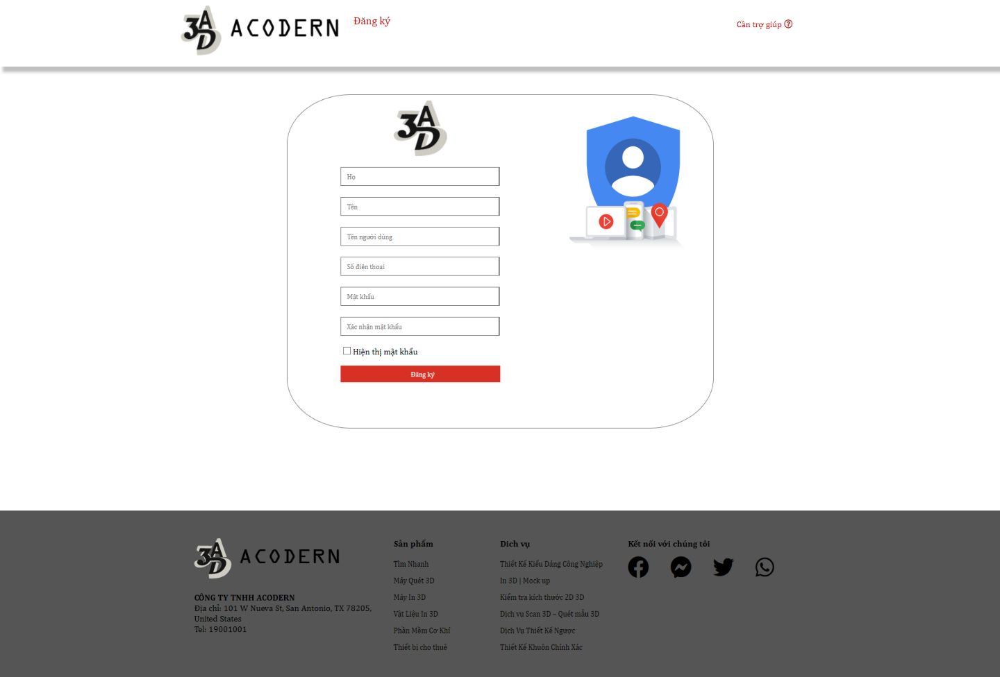 3AD ACODERN
Đăng ký
Cần trợ giúp
3AD
Họ
Tên
Tên người dùng
Số điện thoại
Mật khẩu
Xác nhận mật khẩu
Hiện thị mật khẩu
Đăng ký
3AD ACODERN
CÔNG TY TNHH ACODERN
Địa chỉ: 101 W Nueva St, San Antonio, TX 78205,
United States
Tel: 19001001
Sản phẩm
Tìm Nhanh
Máy Quét 3D
Máy In 3D
Vật Liệu In 3D
Phần Mềm Cơ Khí
Thiết bị cho thuê
Dich vụ
Thiết Kế Kiểu Dáng Công Nghiệp
In 3D | Mock up
Kiểm tra kích thước 2D 3D
Dịch vụ Scan 3D – Quét mẫu 3D
Dịch Vụ Thiết Kế Ngược
Thiết Kế Khuôn Chính Xác
Kết nối với chúng tôi